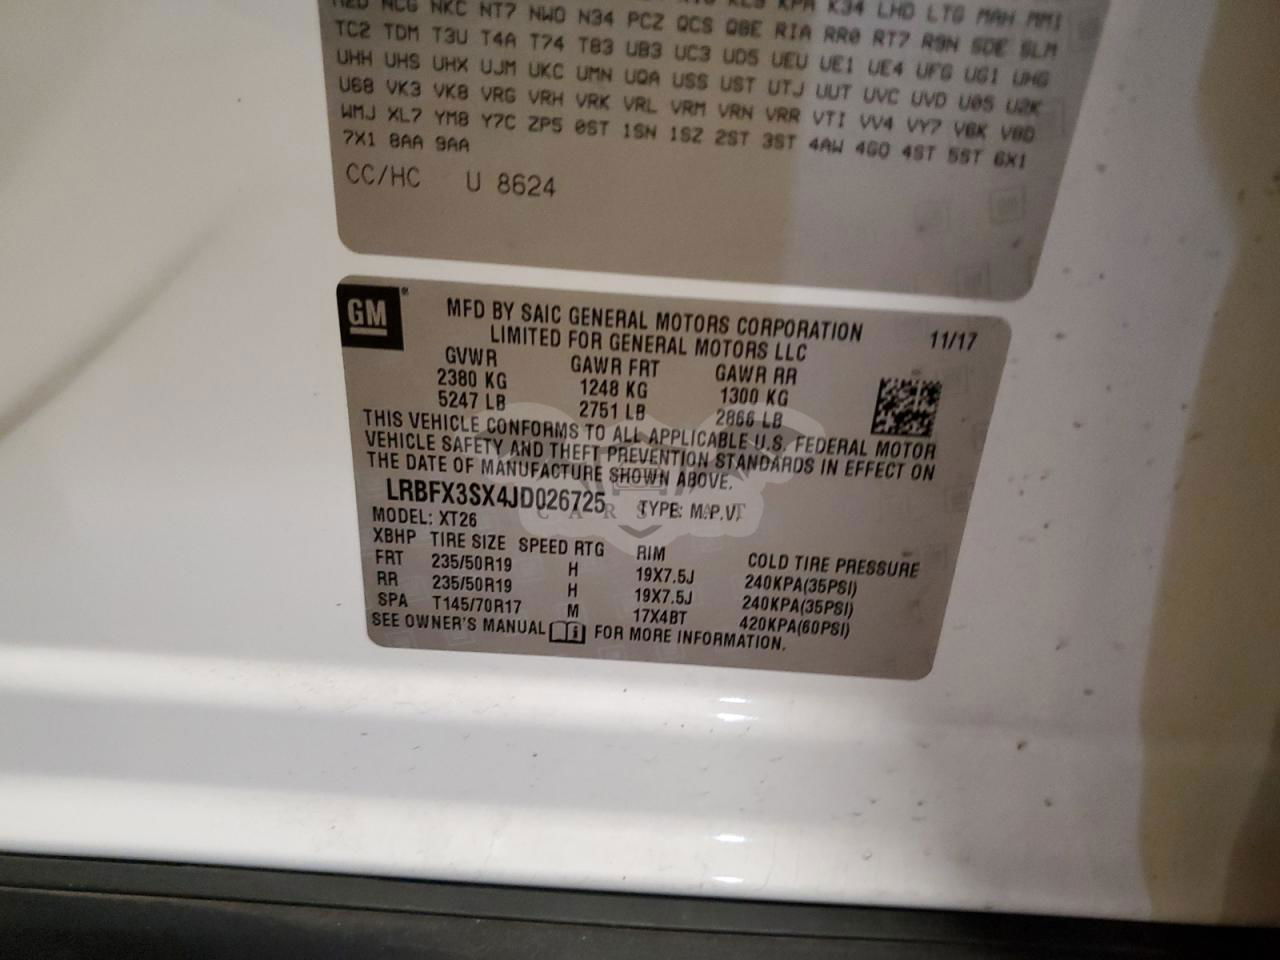 NKC NT7 NWO N34 PCZ QCS QBE RIA RR0 RT7 R9N SDE SLM
TC2 TDM T3U T4A T74 TB3 UB3 UC3 UD5 UEU UE1 UE4 UFG UGI UHG
UHH UHS UHX UJM UKC UMN UQA USS UST UTJ UUT UVC UVD U05 U2K
U68 VK3 VK8 VRG VRH VRK VRL VRM VRN VRR VTI VV4 VY7 V6K V8D
WMJ XL7 YM8 Y7C ZP5 0ST 1SN 1SZ 2ST 3ST 4AW 4GO 4ST 5ST 6X1
7X1 8AA 9AA
CC/HC U 8624
GM
MFD BY SAIC GENERAL MOTORS CORPORATION 11/17
LIMITED FOR GENERAL MOTORS LLC
GVWR GAWR FRT GAWR RR
2380 KG 1248 KG 1300 KG
5247 LB 2751 LB 2866 LB
THIS VEHICLE CONFORMS TO ALL APPLICABLE U.S. FEDERAL MOTOR
VEHICLE SAFETY AND THEFT PREVENTION STANDARDS IN EFFECT ON
THE DATE OF MANUFACTURE SHOWN ABOVE.
LRBFX3SX4JD026725 TYPE: M.P.V.
MODEL: XT26
XBHP TIRE SIZE SPEED RTG RIM COLD TIRE PRESSURE
FRT 235/50R19 H 19X7.5J 240KPA(35PSI)
RR 235/50R19 H 19X7.5J 240KPA(35PSI)
SPA T145/70R17 M 17X4BT 420KPA(60PSI)
SEE OWNER'S MANUAL FOR MORE INFORMATION.